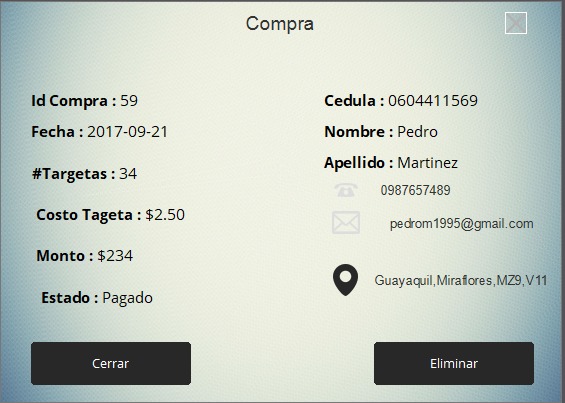 Compra
Id Compra : 59
Fecha : 2017-09-21
#Targetas : 34
Costo Tageta : $2.50
Monto : $234
Estado : Pagado
Cedula : 0604411569
Nombre : Pedro
Apellido : Martinez
0987657489
pedrom1995@gmail.com
Guayaquil,Miraflores,MZ9,V11
Cerrar
Eliminar